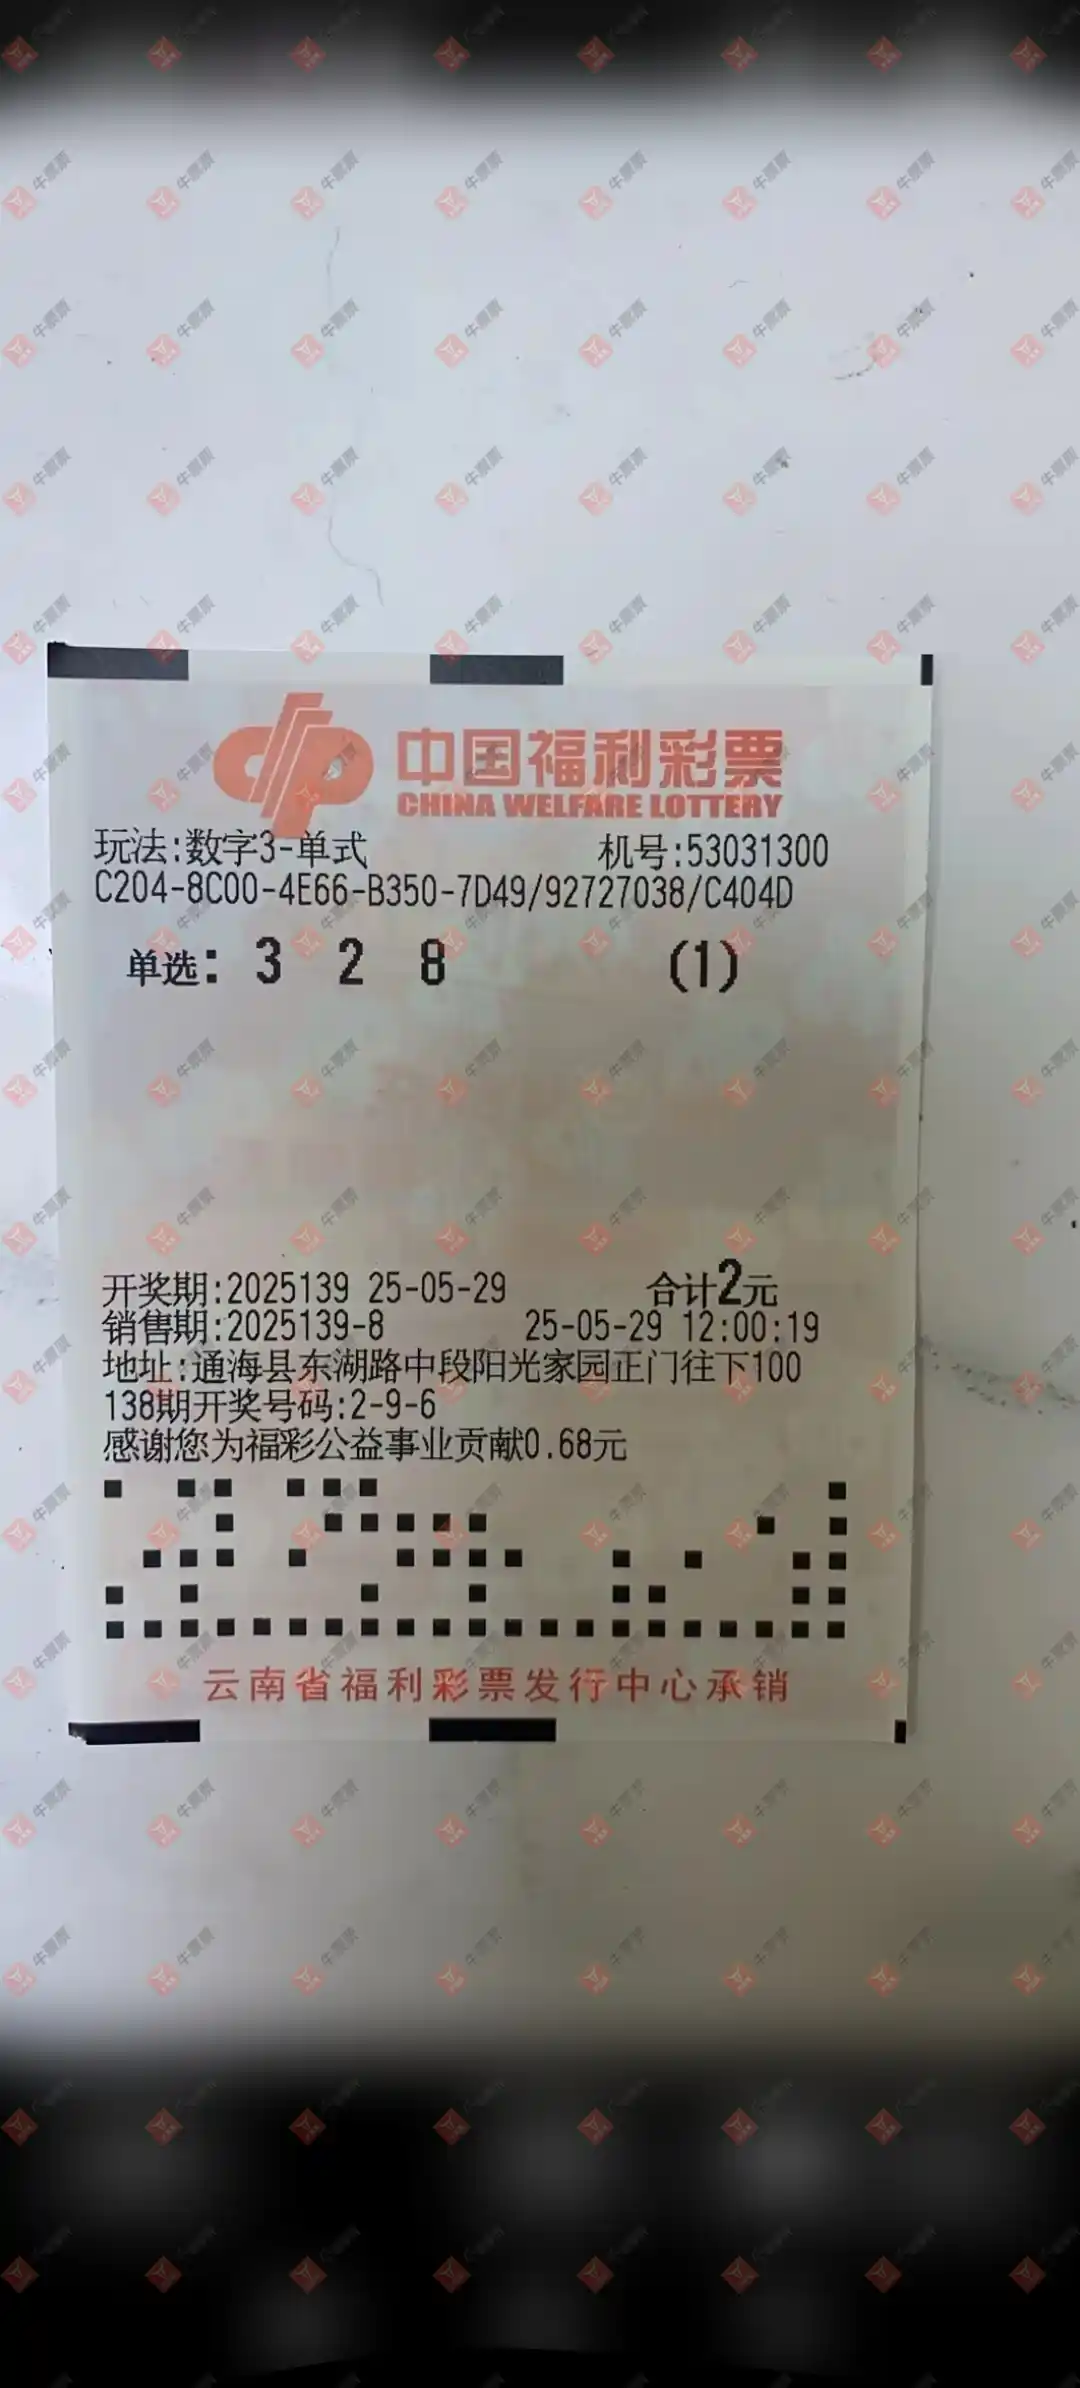 中国福利彩票
CHINA WELFARE LOTTERY
玩法:数字3-单式 机号:53031300
C204-8C00-4E66-B350-7D49/92727038/C404D
单选: 3 2 8 (1)
开奖期:2025139 25-05-29 合计2元
销售期:2025139-8 25-05-29 12:00:19
地址:通海县东湖路中段阳光家园正门往下100
138期开奖号码:2-9-6
感谢您为福彩公益事业贡献0.68元
云南省福利彩票发行中心承销
牛票票